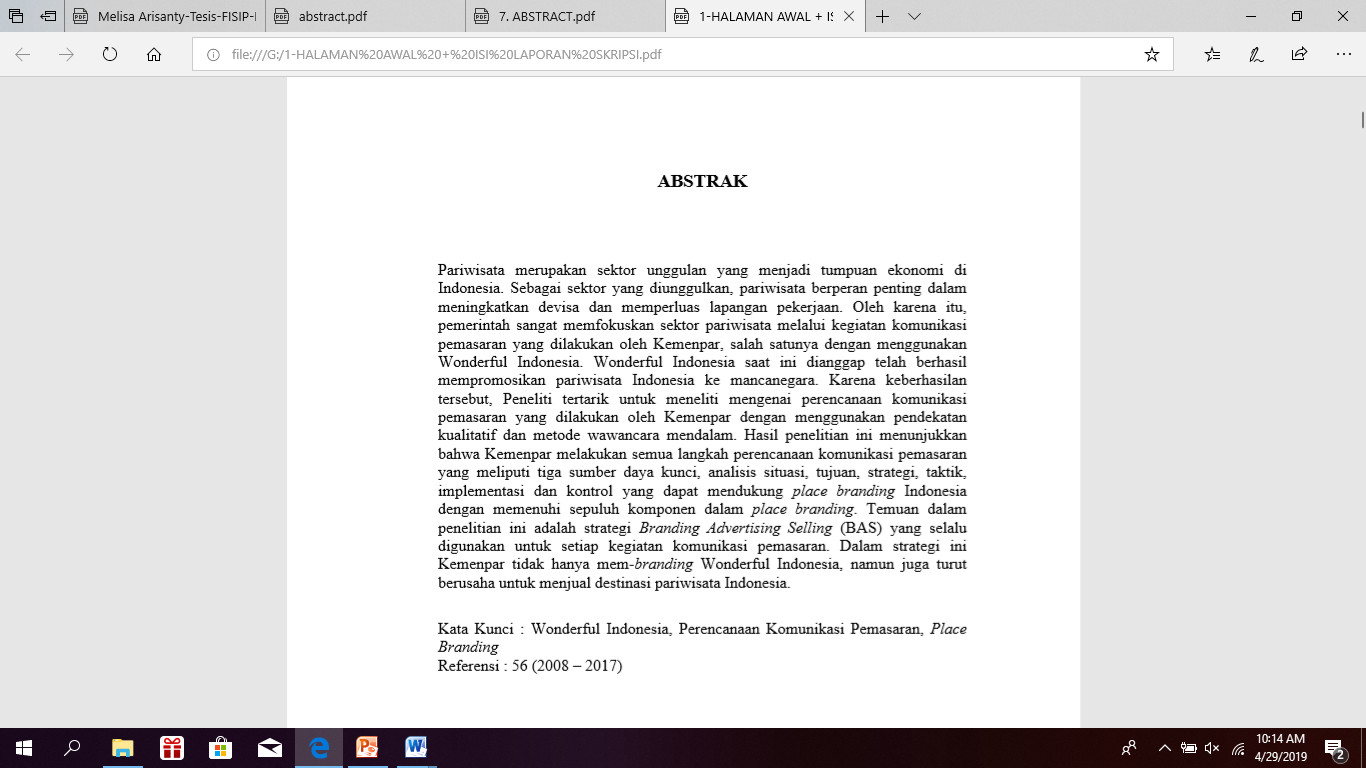 Melisa Arisanty-Tesis-FISIP-
abstract.pdf
7. ABSTRACT.pdf
1-HALAMAN AWAL + IS
file:///G:/1-HALAMAN%20AWAL%20+%20ISI%20LAPORAN%20SKRIPSI.pdf
ABSTRAK
Pariwisata merupakan sektor unggulan yang menjadi tumpuan ekonomi di
Indonesia. Sebagai sektor yang diunggulkan, pariwisata berperan penting dalam
meningkatkan devisa dan memperluas lapangan pekerjaan. Oleh karena itu,
pemerintah sangat memfokuskan sektor pariwisata melalui kegiatan komunikasi
pemasaran yang dilakukan oleh Kemenpar, salah satunya dengan menggunakan
Wonderful Indonesia. Wonderful Indonesia saat ini dianggap telah berhasil
mempromosikan pariwisata Indonesia ke mancanegara. Karena keberhasilan
tersebut, Peneliti tertarik untuk meneliti mengenai perencanaan komunikasi
pemasaran yang dilakukan oleh Kemenpar dengan menggunakan pendekatan
kualitatif dan metode wawancara mendalam. Hasil penelitian ini menunjukkan
bahwa Kemenpar melakukan semua langkah perencanaan komunikasi pemasaran
yang meliputi tiga sumber daya kunci, analisis situasi, tujuan, strategi, taktik,
implementasi dan kontrol yang dapat mendukung place branding Indonesia
dengan memenuhi sepuluh komponen dalam place branding. Temuan dalam
penelitian ini adalah strategi Branding Advertising Selling (BAS) yang selalu
digunakan untuk setiap kegiatan komunikasi pemasaran. Dalam strategi ini
Kemenpar tidak hanya mem-branding Wonderful Indonesia, namun juga turut
berusaha untuk menjual destinasi pariwisata Indonesia.
Kata Kunci : Wonderful Indonesia, Perencanaan Komunikasi Pemasaran, Place
Branding
Referensi : 56 (2008 – 2017)
10:14 AM
4/29/2019
2